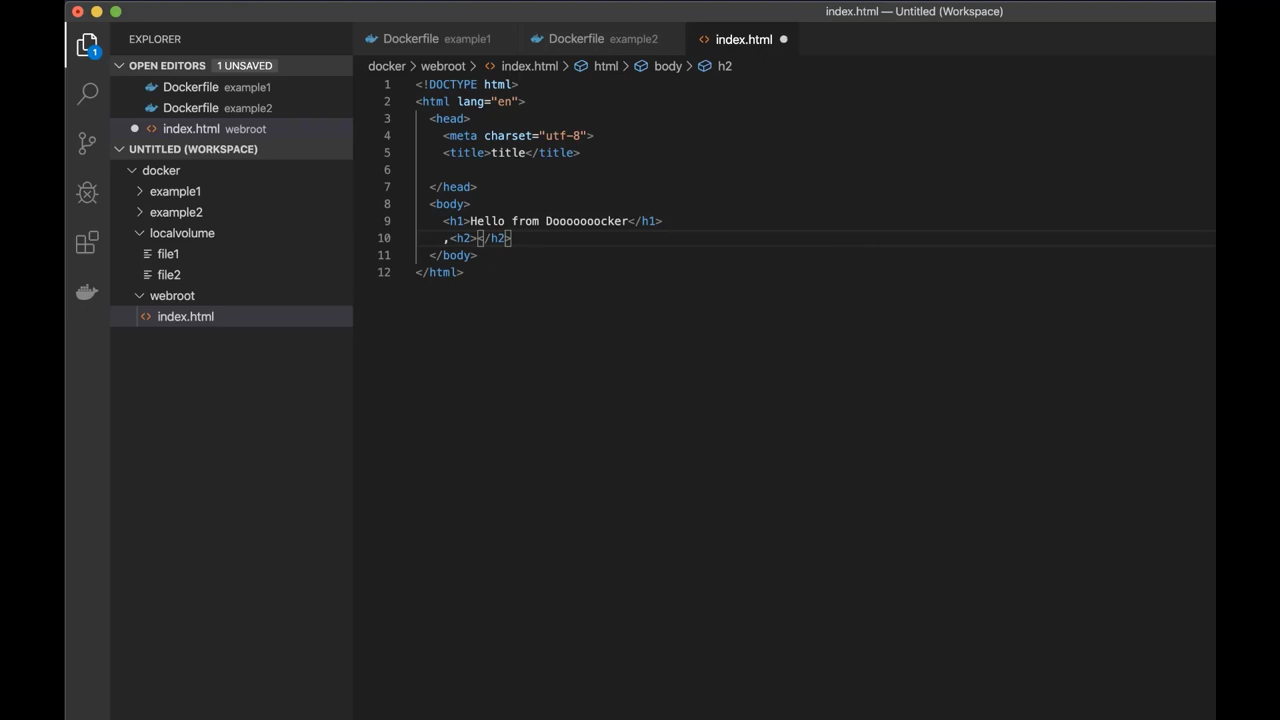 index.html — Untitled (Workspace)
1
EXPLORER
OPEN EDITORS 1 UNSAVED
Dockerfile example1
Dockerfile example2
index.html webroot
UNTITLED (WORKSPACE)
docker
example1
example2
localvolume
file1
file2
webroot
index.html
Dockerfile example1
Dockerfile example2
<> index.html
docker > webroot > <> index.html > html > body > h2
1 <!DOCTYPE html>
2 <html lang="en">
3 <head>
4 <meta charset="utf-8">
5 <title>title</title>
6
7 </head>
8 <body>
9 <h1>Hello from Dooooooocker</h1>
10 ,<h2></h2>
11 </body>
12 </html>